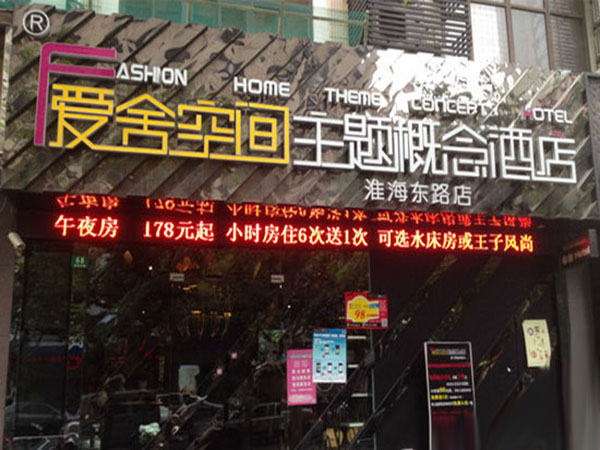 ®
FASHION HOME THEME CONCEPT HOTEL
爱舍空间主题概念酒店
淮海东路店
午夜房 178元起 小时房住6次送1次 可选水床房或王子风尚
98